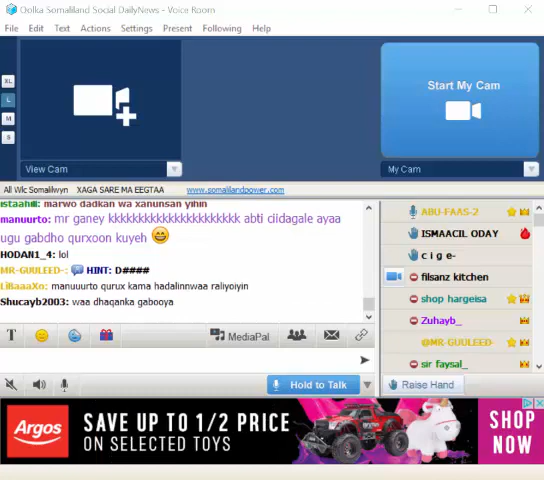 Oolka Somaliland Social DailyNews - Voice Room
File Edit Text Actions Settings Present Following Help
XL
L
M
S
Start My Cam
View Cam
My Cam
All Wlc Somalilwyn XAGA SARE MA EEGTAA www.somalilandpower.com
istaahill: marwo dadkan wa xanunsan yihin
manuurto: mr ganey kkkkkkkkkkkkkkkkkkkkkkk abti ciidagale ayaa
ugu gabdho qurxoon kuyeh
HODAN1_4: lol
MR-GUULEED-: HINT: D####
LiBaaaXo: manuuurto qurux kama hadalinnwaa raliyoiyin
Shucayb2003: waa dhaqanka gabooya
ABU-FAAS-2
ISMAACIL ODAY
c i g e-
filsanz kitchen
shop hargeisa
Zuhayb_
@MR-GUULEED-
sir faysal_
T
MediaPal
Hold to Talk
Raise Hand
Argos
SAVE UP TO 1/2 PRICE
ON SELECTED TOYS
SHOP
NOW